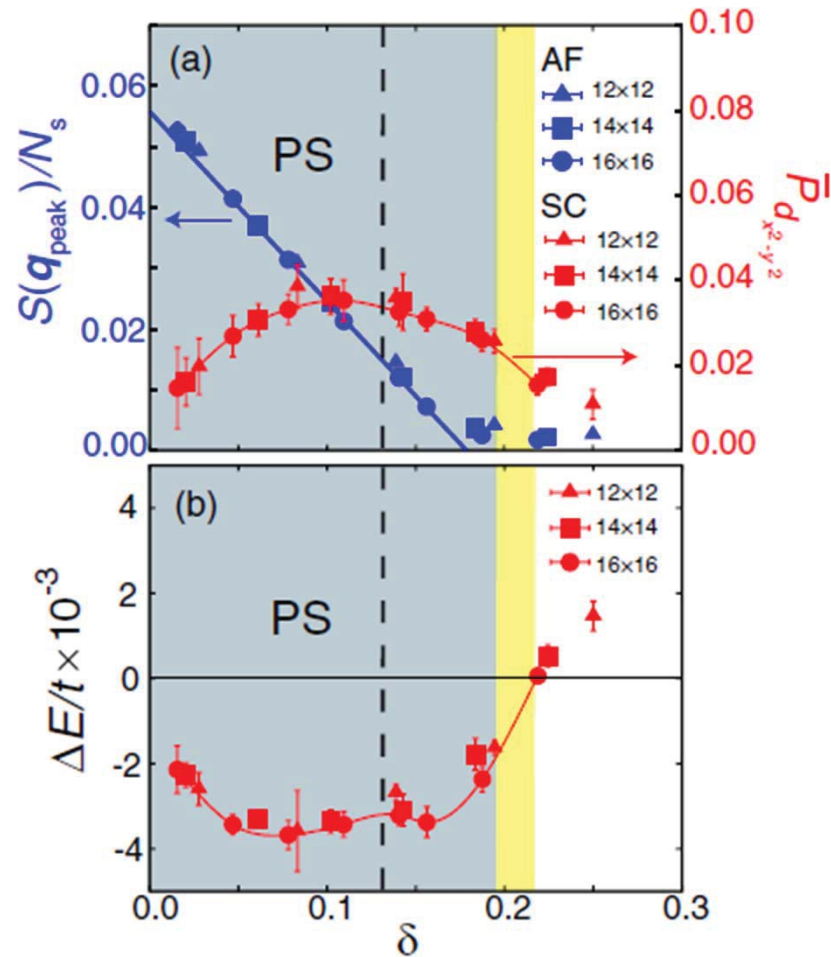 (a)
PS
AF
12×12
14×14
16×16
SC
12×12
14×14
16×16
S(q_peak)/N_s
0.06
0.04
0.02
0.00
0.10
0.08
0.06
0.04
0.02
0.00
P̄_{d_{x²-y²}}
(b)
PS
12×12
14×14
16×16
ΔE/t×10⁻³
4
2
0
-2
-4
0.0
0.1
0.2
0.3
δ